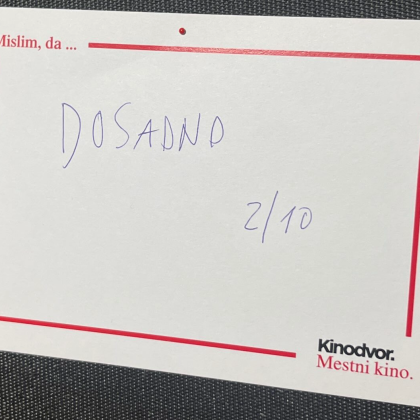 Mislim, da ...
DOSADNO
2/10
Kinodvor.
Mestni kino.